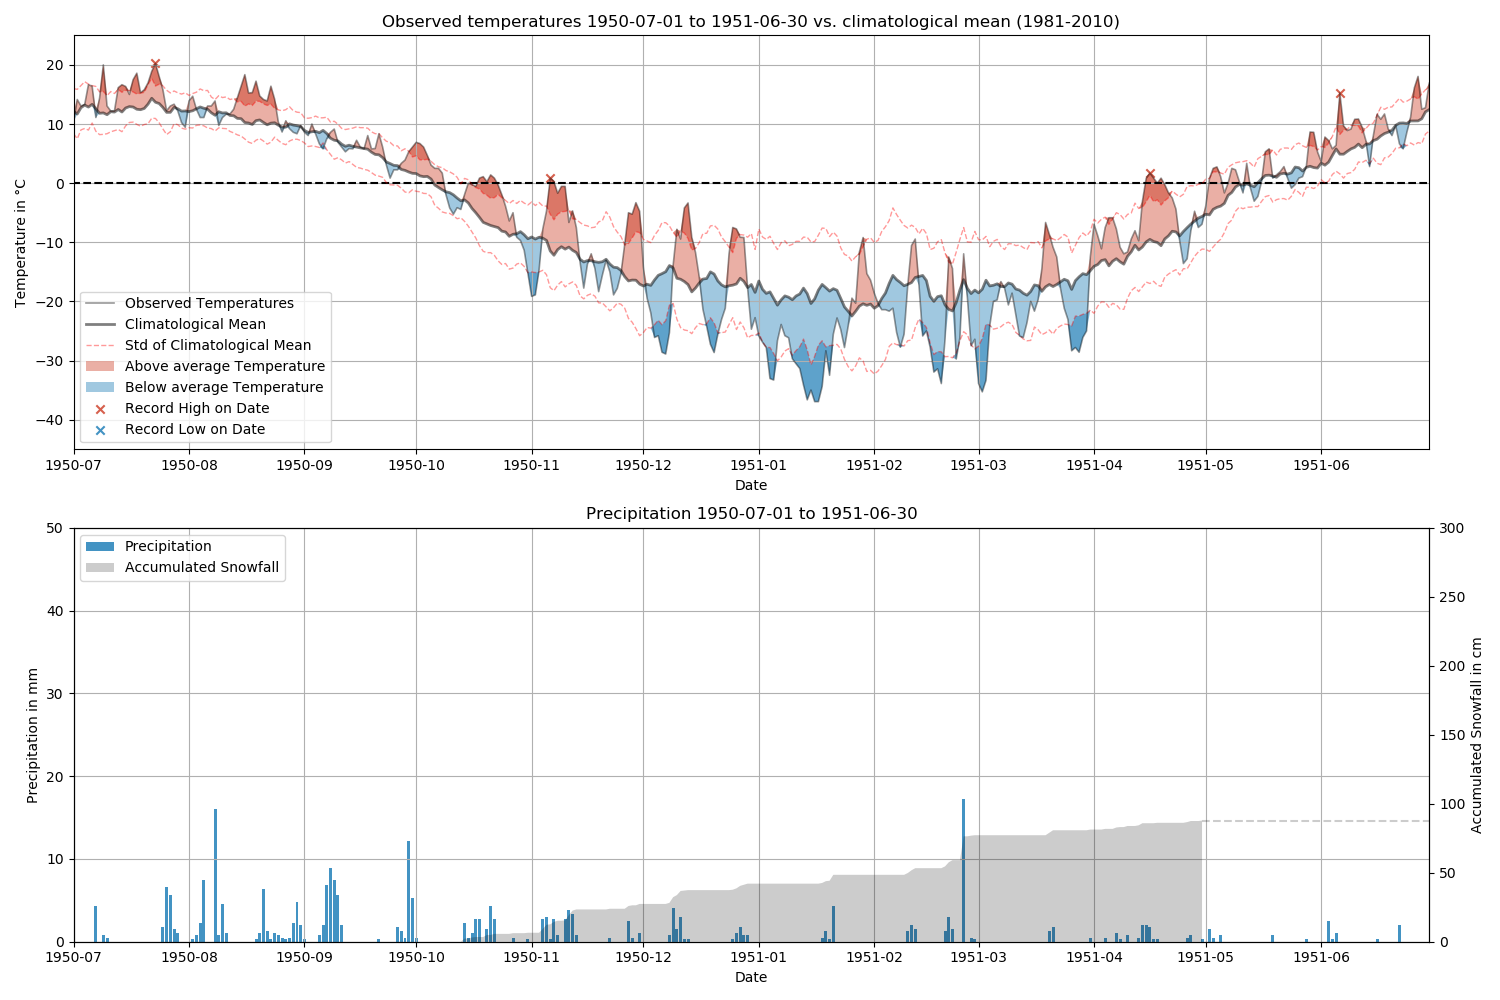 Observed temperatures 1950-07-01 to 1951-06-30 vs. climatological mean (1981-2010)
Temperature in °C
20
10
0
−10
−20
−30
−40
Observed Temperatures
Climatological Mean
Std of Climatological Mean
Above average Temperature
Below average Temperature
Record High on Date
Record Low on Date
1950-07 1950-08 1950-09 1950-10 1950-11 1950-12 1951-01 1951-02 1951-03 1951-04 1951-05 1951-06
Date
Precipitation 1950-07-01 to 1951-06-30
Precipitation in mm
50
40
30
20
10
0
Precipitation
Accumulated Snowfall
300
250
200
150
100
50
0
Accumulated Snowfall in cm
1950-07 1950-08 1950-09 1950-10 1950-11 1950-12 1951-01 1951-02 1951-03 1951-04 1951-05 1951-06
Date